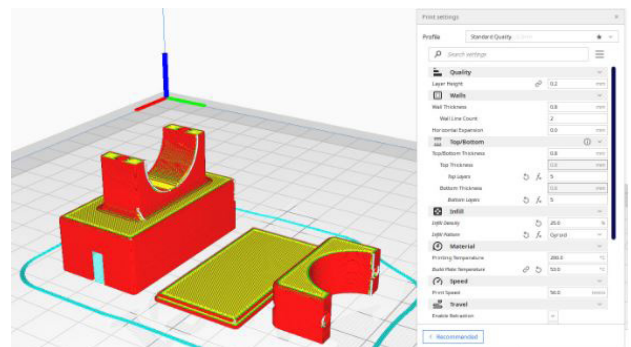 Print settings
×
Profile
Standard Quality
Search settings
Quality
Layer Height
0.2
mm
Walls
Wall Thickness
0.8
mm
Wall Line Count
2
Horizontal Expansion
0.0
mm
Top/Bottom
Top/Bottom Thickness
0.8
mm
Top Thickness
mm
Top Layers
5
Bottom Thickness
mm
Bottom Layers
5
Infill
Infill Density
20.0
%
Infill Pattern
Gyroid
Material
Printing Temperature
200.0
°C
Build Plate Temperature
50.0
°C
Speed
Print Speed
50.0
mm/s
Travel
Enable Retraction
Recommended